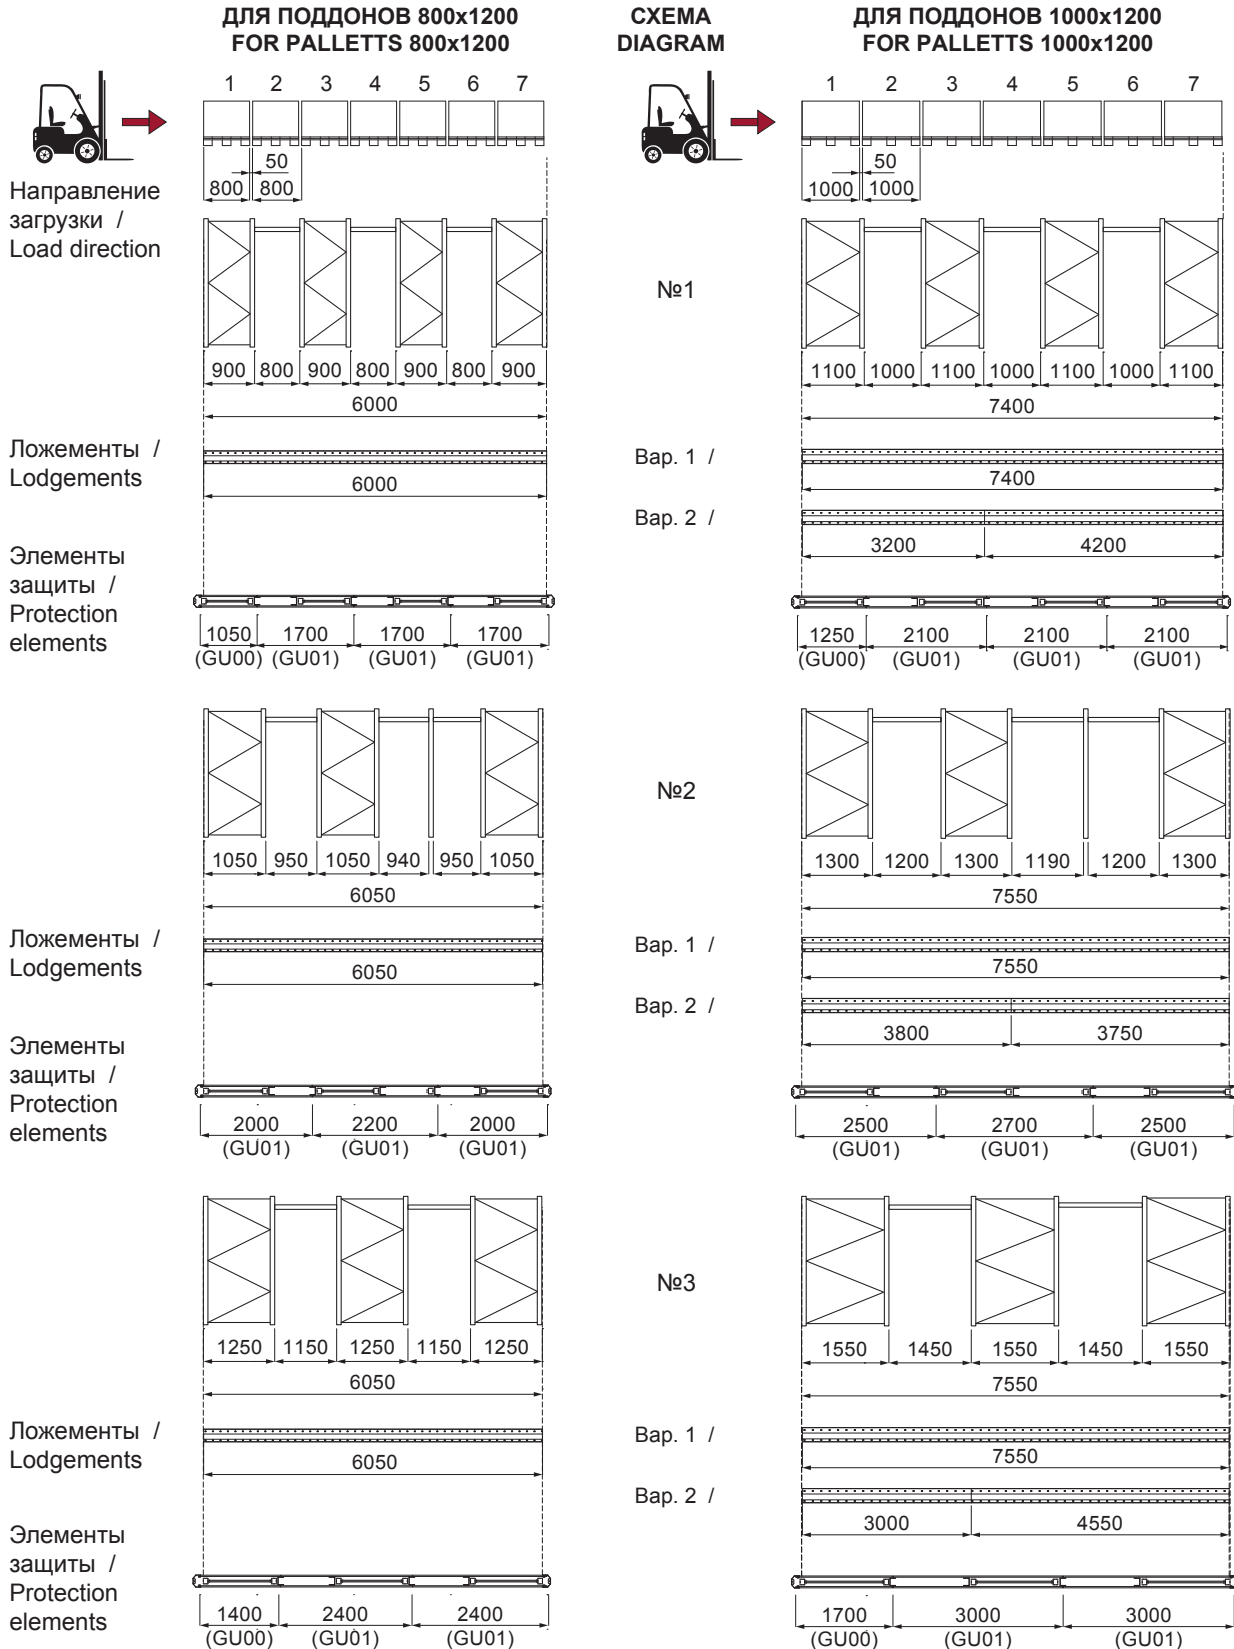 ДЛЯ ПОДДОНОВ 800x1200
FOR PALLETTS 800x1200
СХЕМА
DIAGRAM
ДЛЯ ПОДДОНОВ 1000x1200
FOR PALLETTS 1000x1200
1 2 3 4 5 6 7
1 2 3 4 5 6 7
50
800 800
50
1000 1000
Направление
загрузки /
Load direction
№1
900 800 900 800 900 800 900
6000
1100 1000 1100 1000 1100 1000 1100
7400
Ложементы /
Lodgements
6000
Вар. 1 /
7400
Вар. 2 /
3200 4200
Элементы
защиты /
Protection
elements
1050 1700 1700 1700
(GU00) (GU01) (GU01) (GU01)
1250 2100 2100 2100
(GU00) (GU01) (GU01) (GU01)
№2
1050 950 1050 940 950 1050
6050
1300 1200 1300 1190 1200 1300
7550
Ложементы /
Lodgements
6050
Вар. 1 /
7550
Вар. 2 /
3800 3750
Элементы
защиты /
Protection
elements
2000 2200 2000
(GU01) (GU01) (GU01)
2500 2700 2500
(GU01) (GU01) (GU01)
№3
1250 1150 1250 1150 1250
6050
1550 1450 1550 1450 1550
7550
Ложементы /
Lodgements
6050
Вар. 1 /
7550
Вар. 2 /
3000 4550
Элементы
защиты /
Protection
elements
1400 2400 2400
(GU00) (GU01) (GU01)
1700 3000 3000
(GU00) (GU01) (GU01)